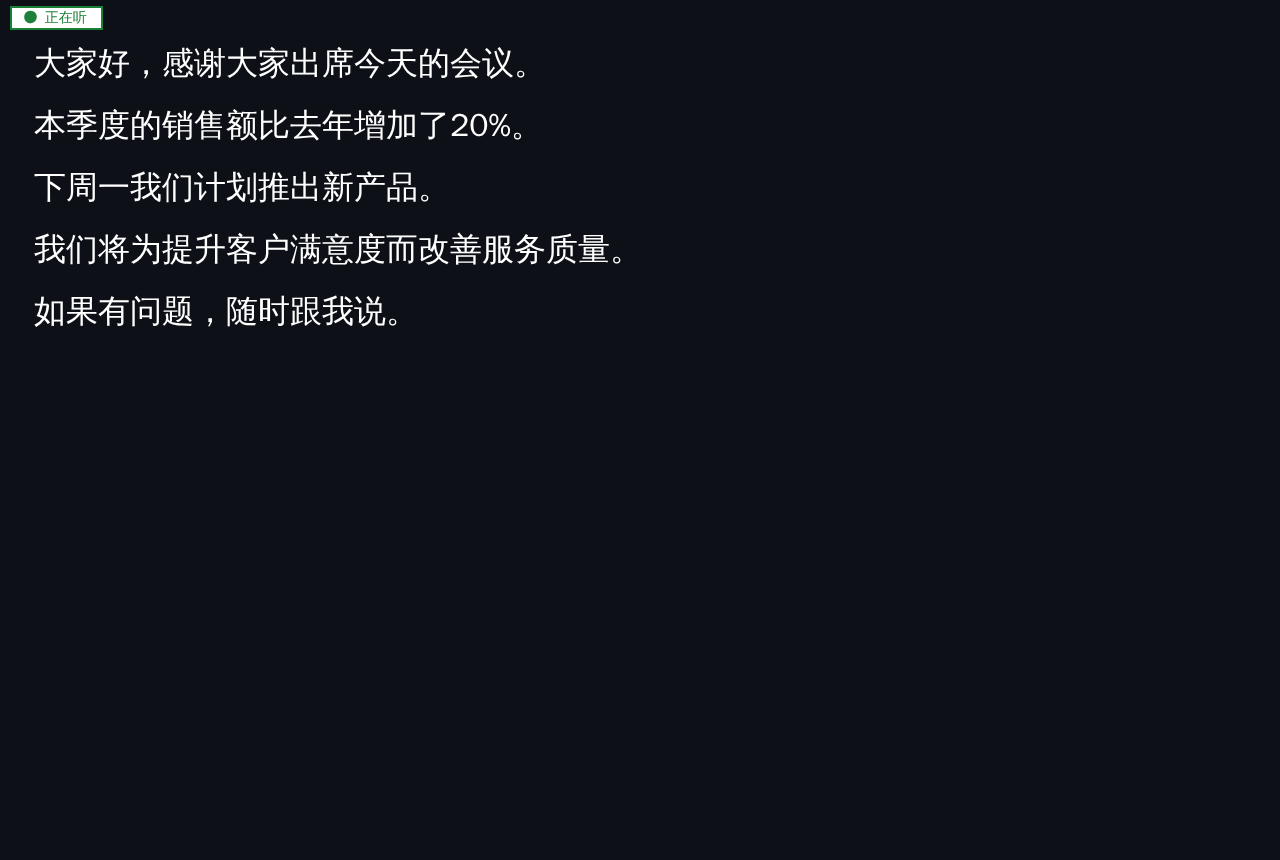 正在听
大家好，感谢大家出席今天的会议。
本季度的销售额比去年增加了20%。
下周一我们计划推出新产品。
我们将为提升客户满意度而改善服务质量。
如果有问题，随时跟我说。